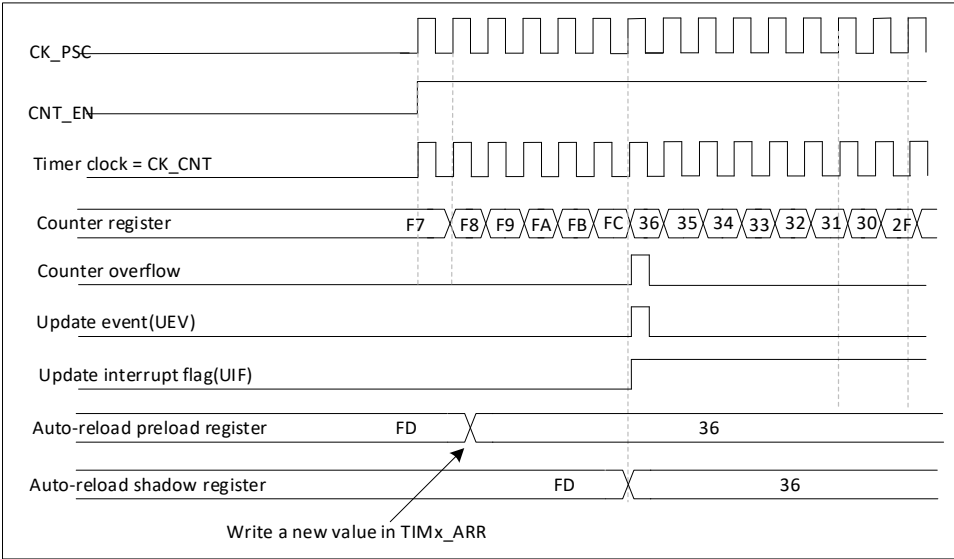 CK_PSC
CNT_EN
Timer clock = CK_CNT
Counter register F7 F8 F9 FA FB FC 36 35 34 33 32 31 30 2F
Counter overflow
Update event(UEV)
Update interrupt flag(UIF)
Auto-reload preload register FD 36
Auto-reload shadow register FD 36
Write a new value in TIMx_ARR